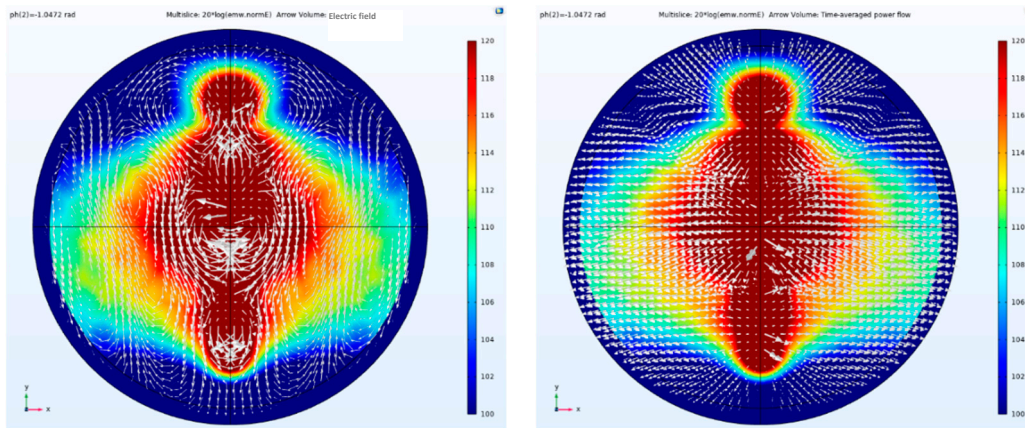 ph(2)=-1.0472 rad
Multislice: 20*log(emw.normE) Arrow Volume: Electric field
120
118
116
114
112
110
108
106
104
102
100
y
z
x
ph(2)=-1.0472 rad
Multislice: 20*log(emw.normE) Arrow Volume: Time-averaged power flow
120
118
116
114
112
110
108
106
104
102
100
y
z
x